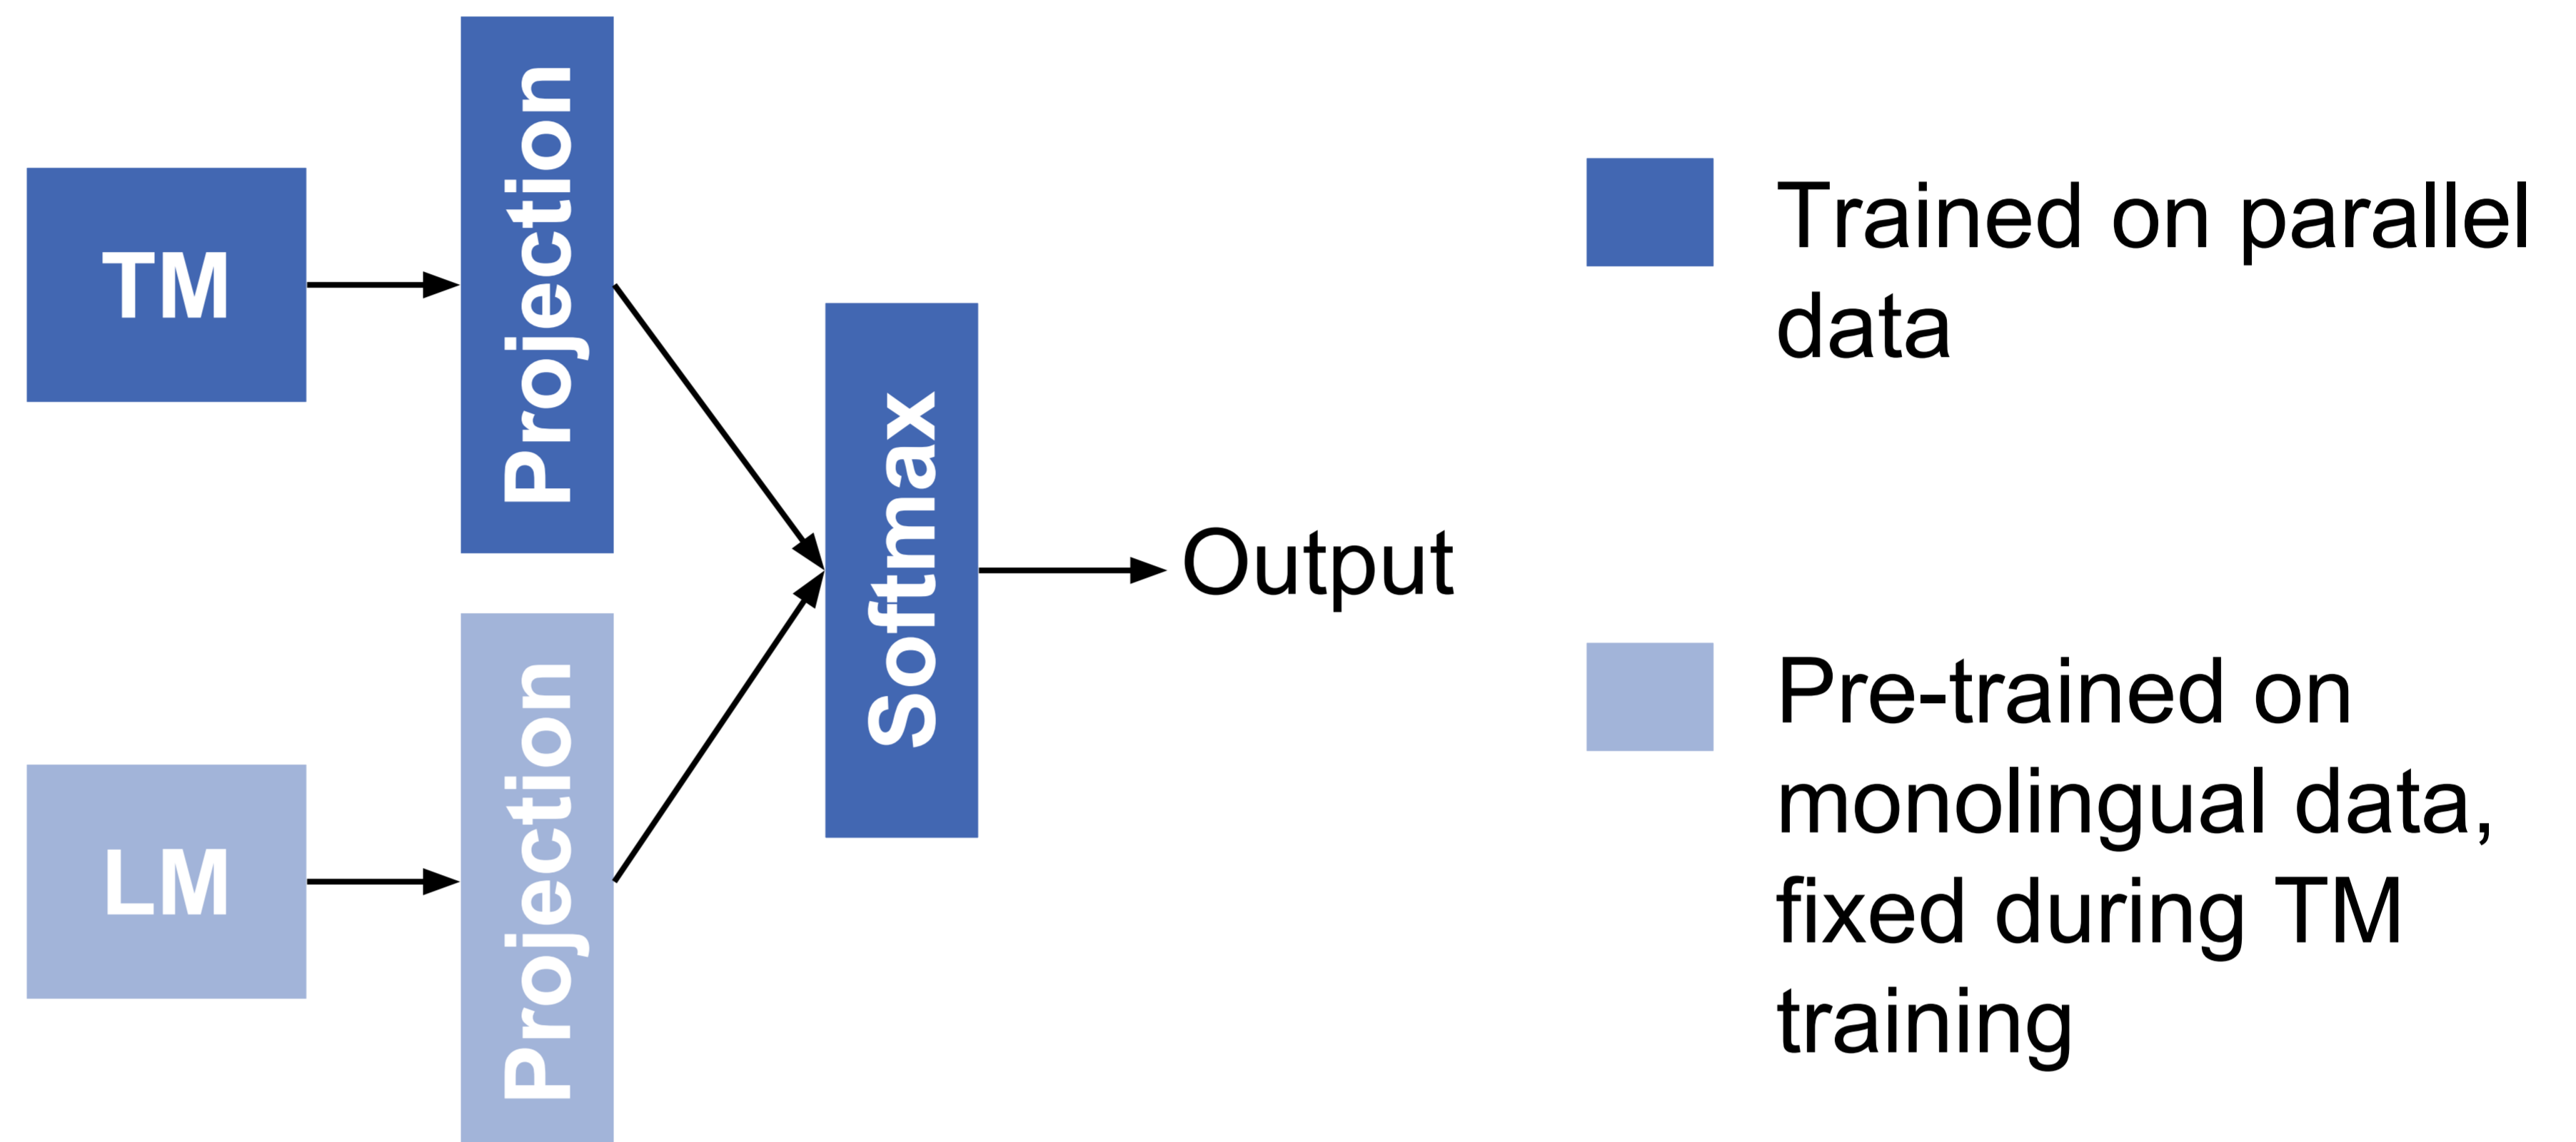 TM
Projection
LM
Projection
Softmax
Output
Trained on parallel
data
Pre-trained on
monolingual data,
fixed during TM
training